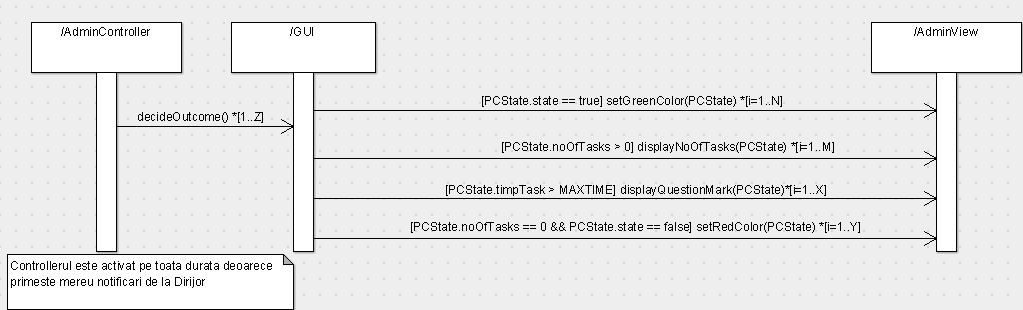 /AdminController
/GUI
/AdminView
[PCState.state == true] setGreenColor(PCState) *[i=1..N]
decideOutcome() *[1..Z]
[PCState.noOfTasks > 0] displayNoOfTasks(PCState) *[i=1..M]
[PCState.timpTask > MAXTIME] displayQuestionMark(PCState)*[i=1..X]
[PCState.noOfTasks == 0 && PCState.state == false] setRedColor(PCState) *[i=1..Y]
Controllerul este activat pe toata durata deoarece
primeste mereu notificari de la Dirijor